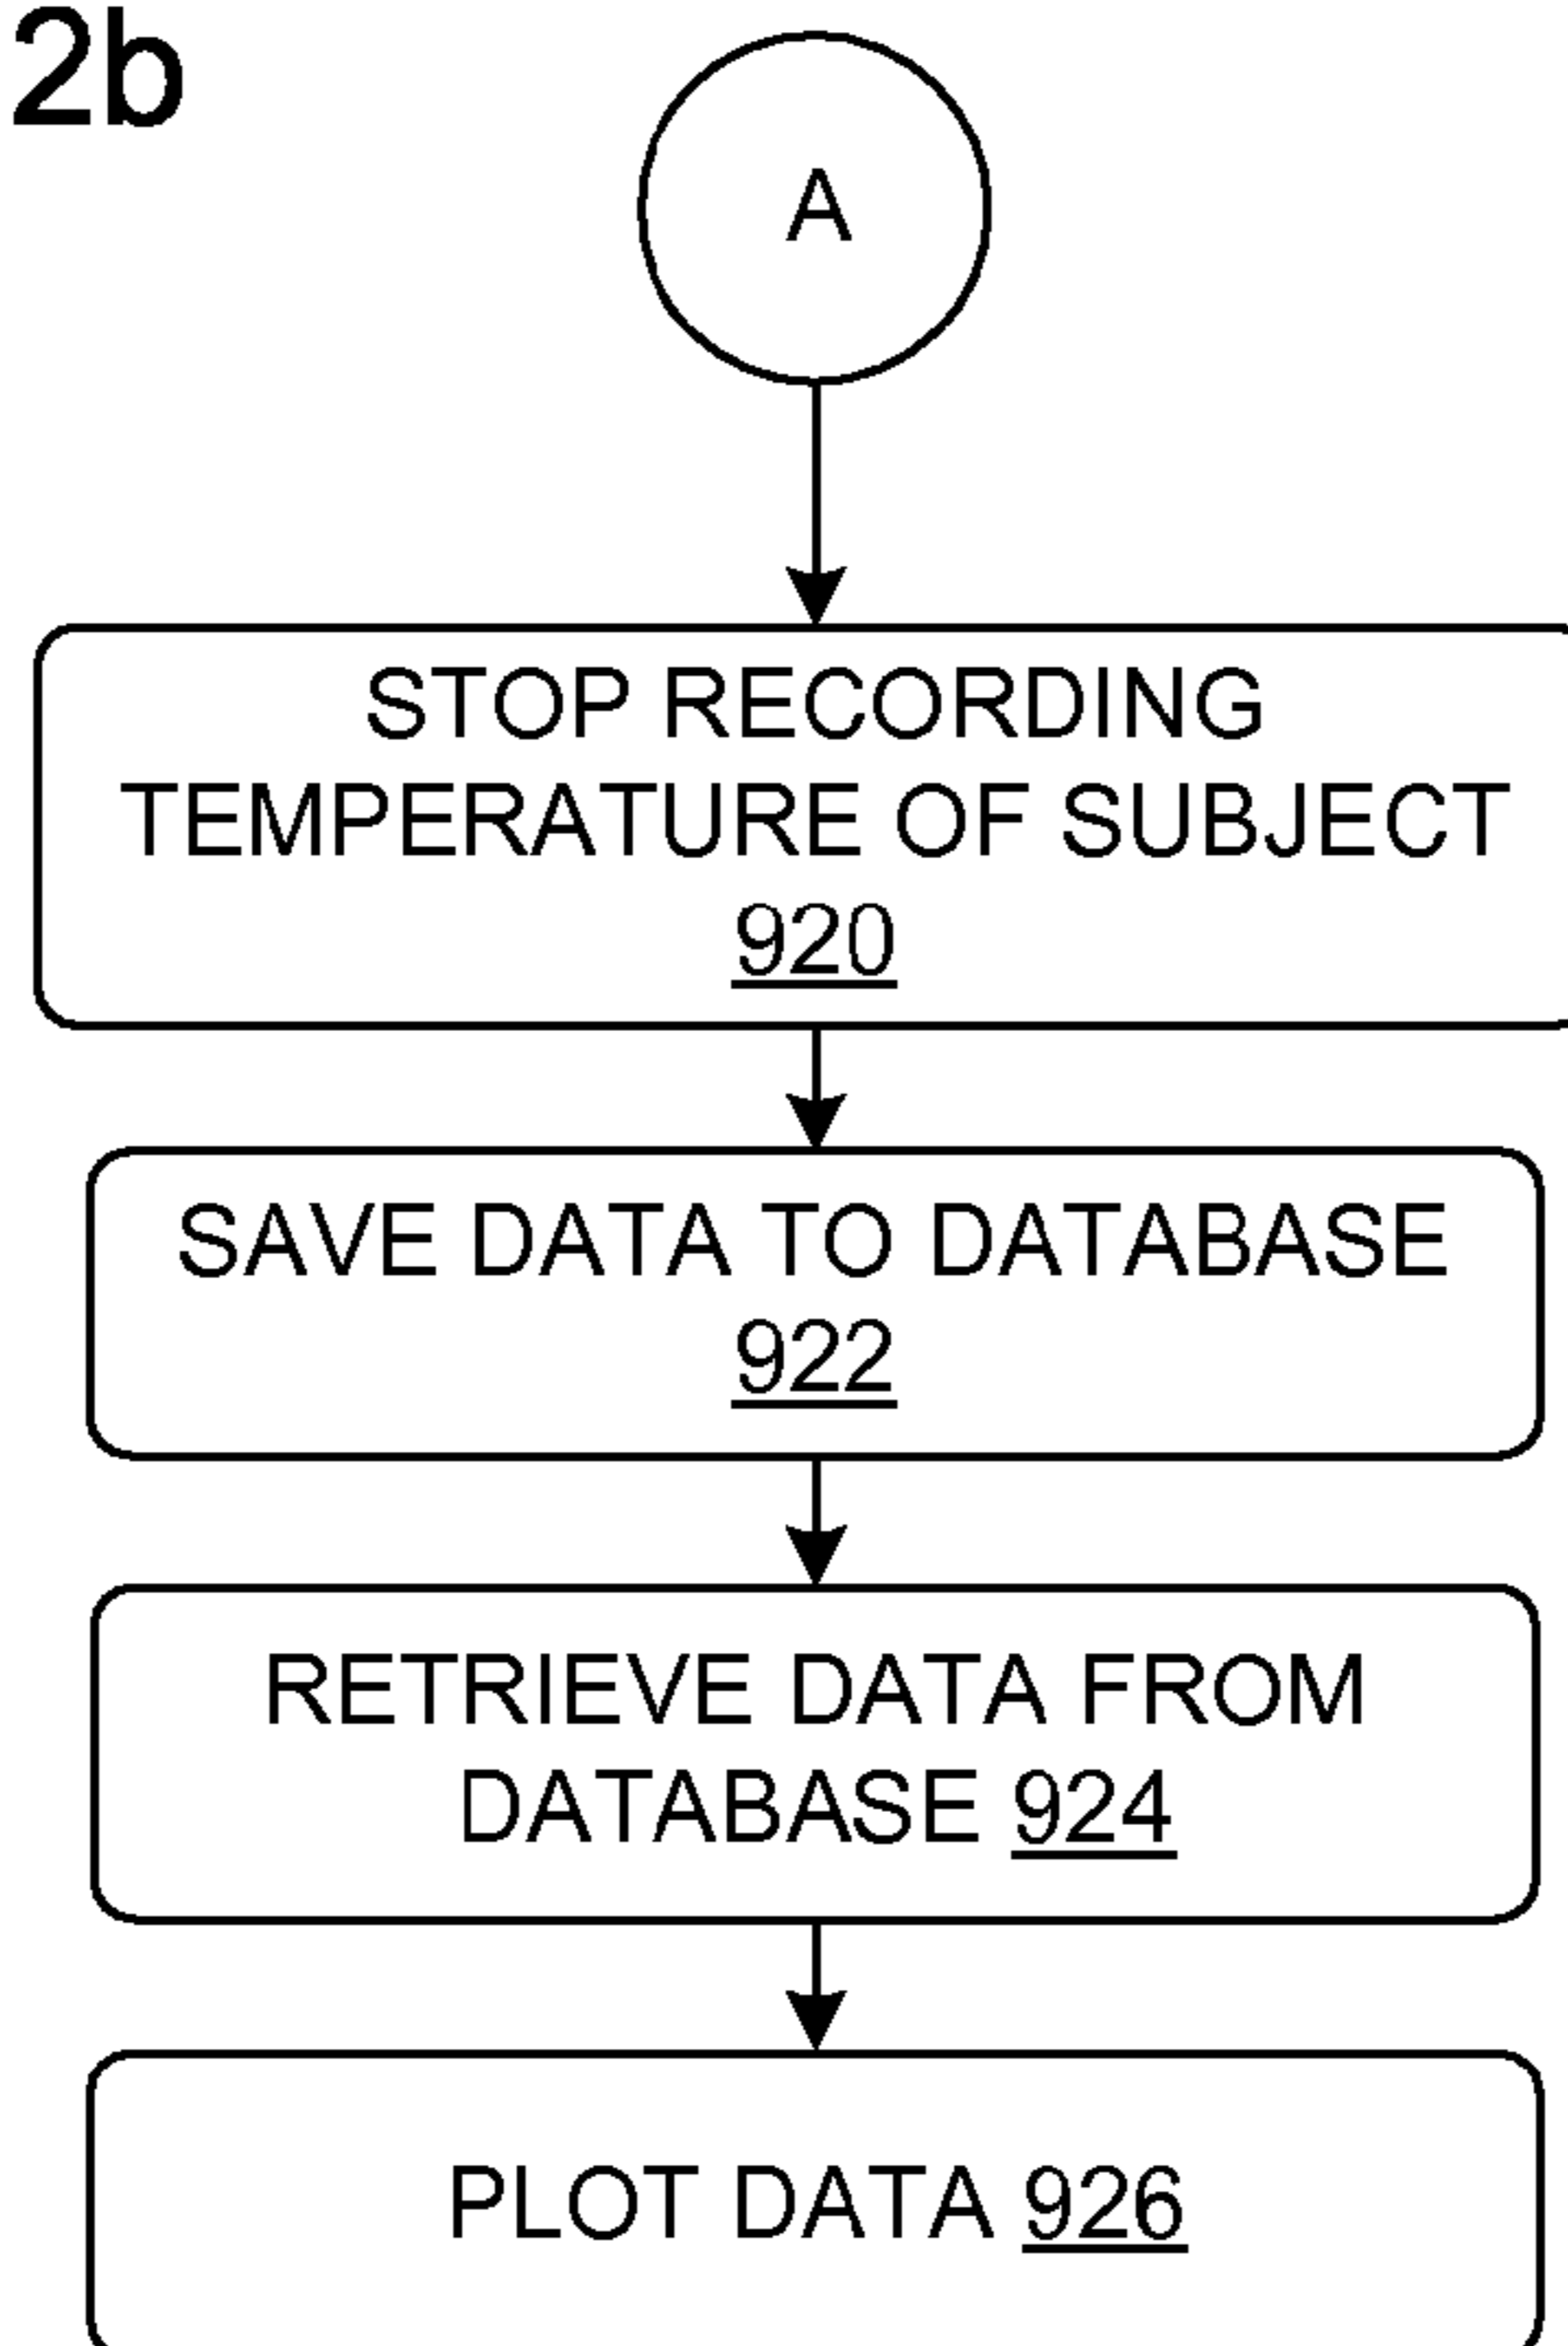 2b
A
STOP RECORDING
TEMPERATURE OF SUBJECT
920
SAVE DATA TO DATABASE
922
RETRIEVE DATA FROM
DATABASE 924
PLOT DATA 926